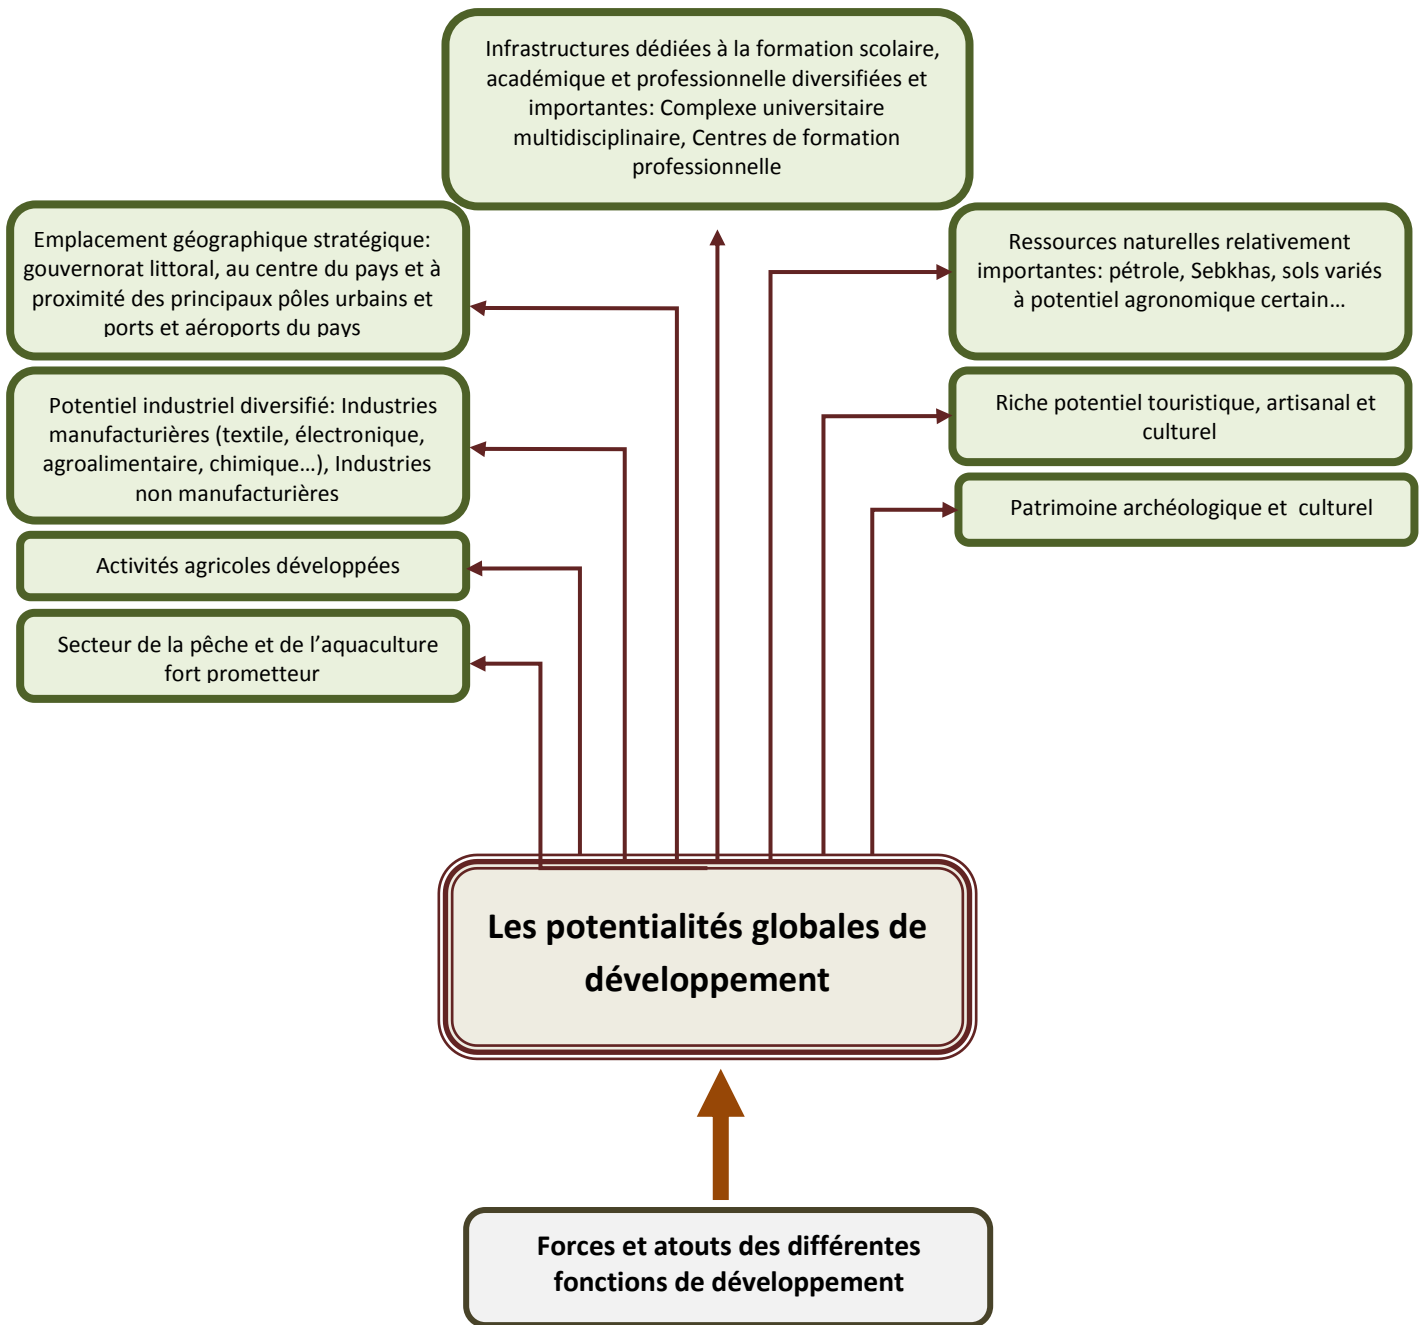 Infrastructures dédiées à la formation scolaire,
académique et professionnelle diversifiées et
importantes: Complexe universitaire
multidisciplinaire, Centres de formation
professionnelle
Emplacement géographique stratégique:
gouvernorat littoral, au centre du pays et à
proximité des principaux pôles urbains et
ports et aéroports du pays
Ressources naturelles relativement
importantes: pétrole, Sebkhas, sols variés
à potentiel agronomique certain…
Potentiel industriel diversifié: Industries
manufacturières (textile, électronique,
agroalimentaire, chimique…), Industries
non manufacturières
Riche potentiel touristique, artisanal et
culturel
Patrimoine archéologique et culturel
Activités agricoles développées
Secteur de la pêche et de l’aquaculture
fort prometteur
Les potentialités globales de
développement
Forces et atouts des différentes
fonctions de développement